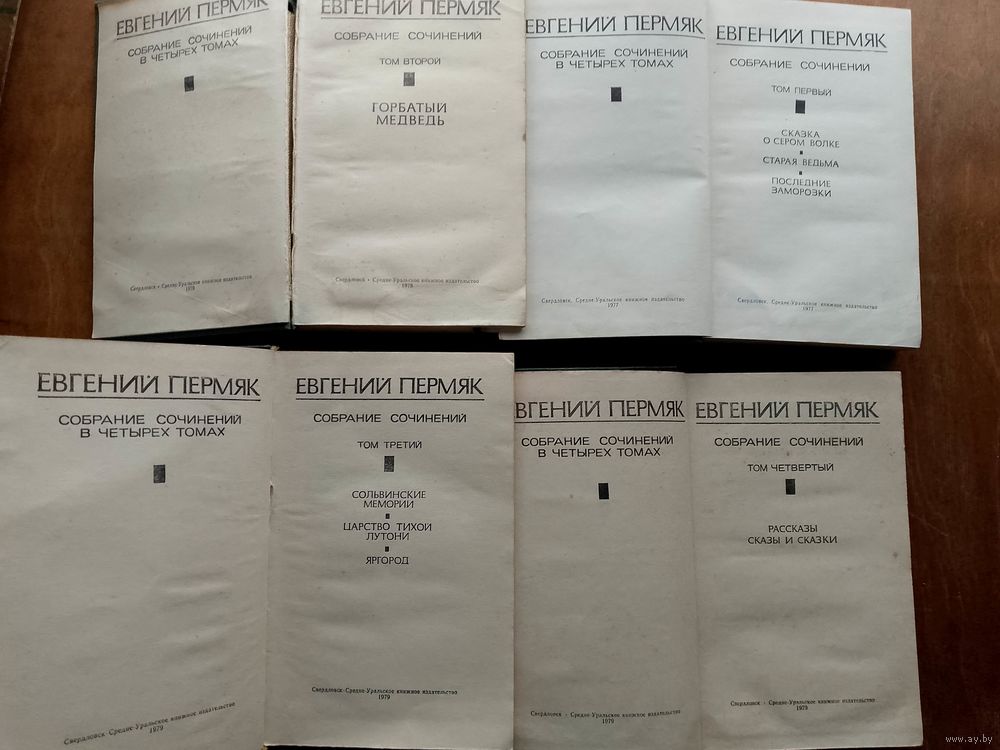 ЕВГЕНИЙ ПЕРМЯК
СОБРАНИЕ СОЧИНЕНИЙ
В ЧЕТЫРЕХ ТОМАХ
Свердловск • Средне-Уральское книжное издательство
1978
ЕВГЕНИЙ ПЕРМЯК
СОБРАНИЕ СОЧИНЕНИЙ
ТОМ ВТОРОЙ
ГОРБАТЫЙ
МЕДВЕДЬ
Свердловск • Средне-Уральское книжное издательство
1978
ЕВГЕНИЙ ПЕРМЯК
СОБРАНИЕ СОЧИНЕНИЙ
В ЧЕТЫРЕХ ТОМАХ
Свердловск. Средне-Уральское книжное издательство
1977
ЕВГЕНИЙ ПЕРМЯК
СОБРАНИЕ СОЧИНЕНИЙ
ТОМ ПЕРВЫЙ
СКАЗКА
О СЕРОМ ВОЛКЕ
СТАРАЯ ВЕДЬМА
ПОСЛЕДНИЕ
ЗАМОРОЗКИ
Свердловск. Средне-Уральское книжное издательство
1977
ЕВГЕНИЙ ПЕРМЯК
СОБРАНИЕ СОЧИНЕНИЙ
В ЧЕТЫРЕХ ТОМАХ
Свердловск • Средне-Уральское книжное издательство
1979
ЕВГЕНИЙ ПЕРМЯК
СОБРАНИЕ СОЧИНЕНИЙ
ТОМ ТРЕТИЙ
СОЛЬВИНСКИЕ
МЕМОРИИ
ЦАРСТВО ТИХОЙ
ЛУТОНИ
ЯРГОРОД
Свердловск • Средне-Уральское книжное издательство
1979
ЕВГЕНИЙ ПЕРМЯК
СОБРАНИЕ СОЧИНЕНИЙ
В ЧЕТЫРЕХ ТОМАХ
Свердловск • Средне-Уральское книжное издательство
1979
ЕВГЕНИЙ ПЕРМЯК
СОБРАНИЕ СОЧИНЕНИЙ
ТОМ ЧЕТВЕРТЫЙ
РАССКАЗЫ
СКАЗЫ И СКАЗКИ
Свердловск • Средне-Уральское книжное издательство
1979
www.ay.by